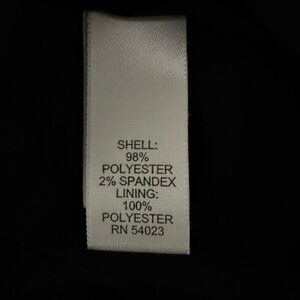 SHELL:
98%
POLYESTER
2% SPANDEX
LINING:
100%
POLYESTER
RN 54023